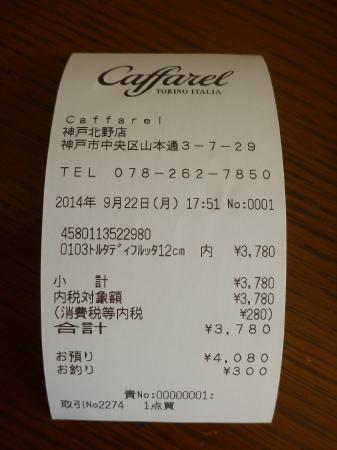 Caffarel
TORINO ITALIA
Caffarel
神戸北野店
神戸市中央区山本通3-7-29
TEL 078-262-7850
2014年 9月22日(月) 17:51 No:0001
4580113522980
0103トルタディフルッタ12cm 内 ¥3,780
小 計 ¥3,780
内税対象額 ¥3,780
(消費税等内税 ¥280)
合計 ¥3,780
お預り ¥4,080
お釣り ¥300
責No:00000001:
取引No2274 1点買